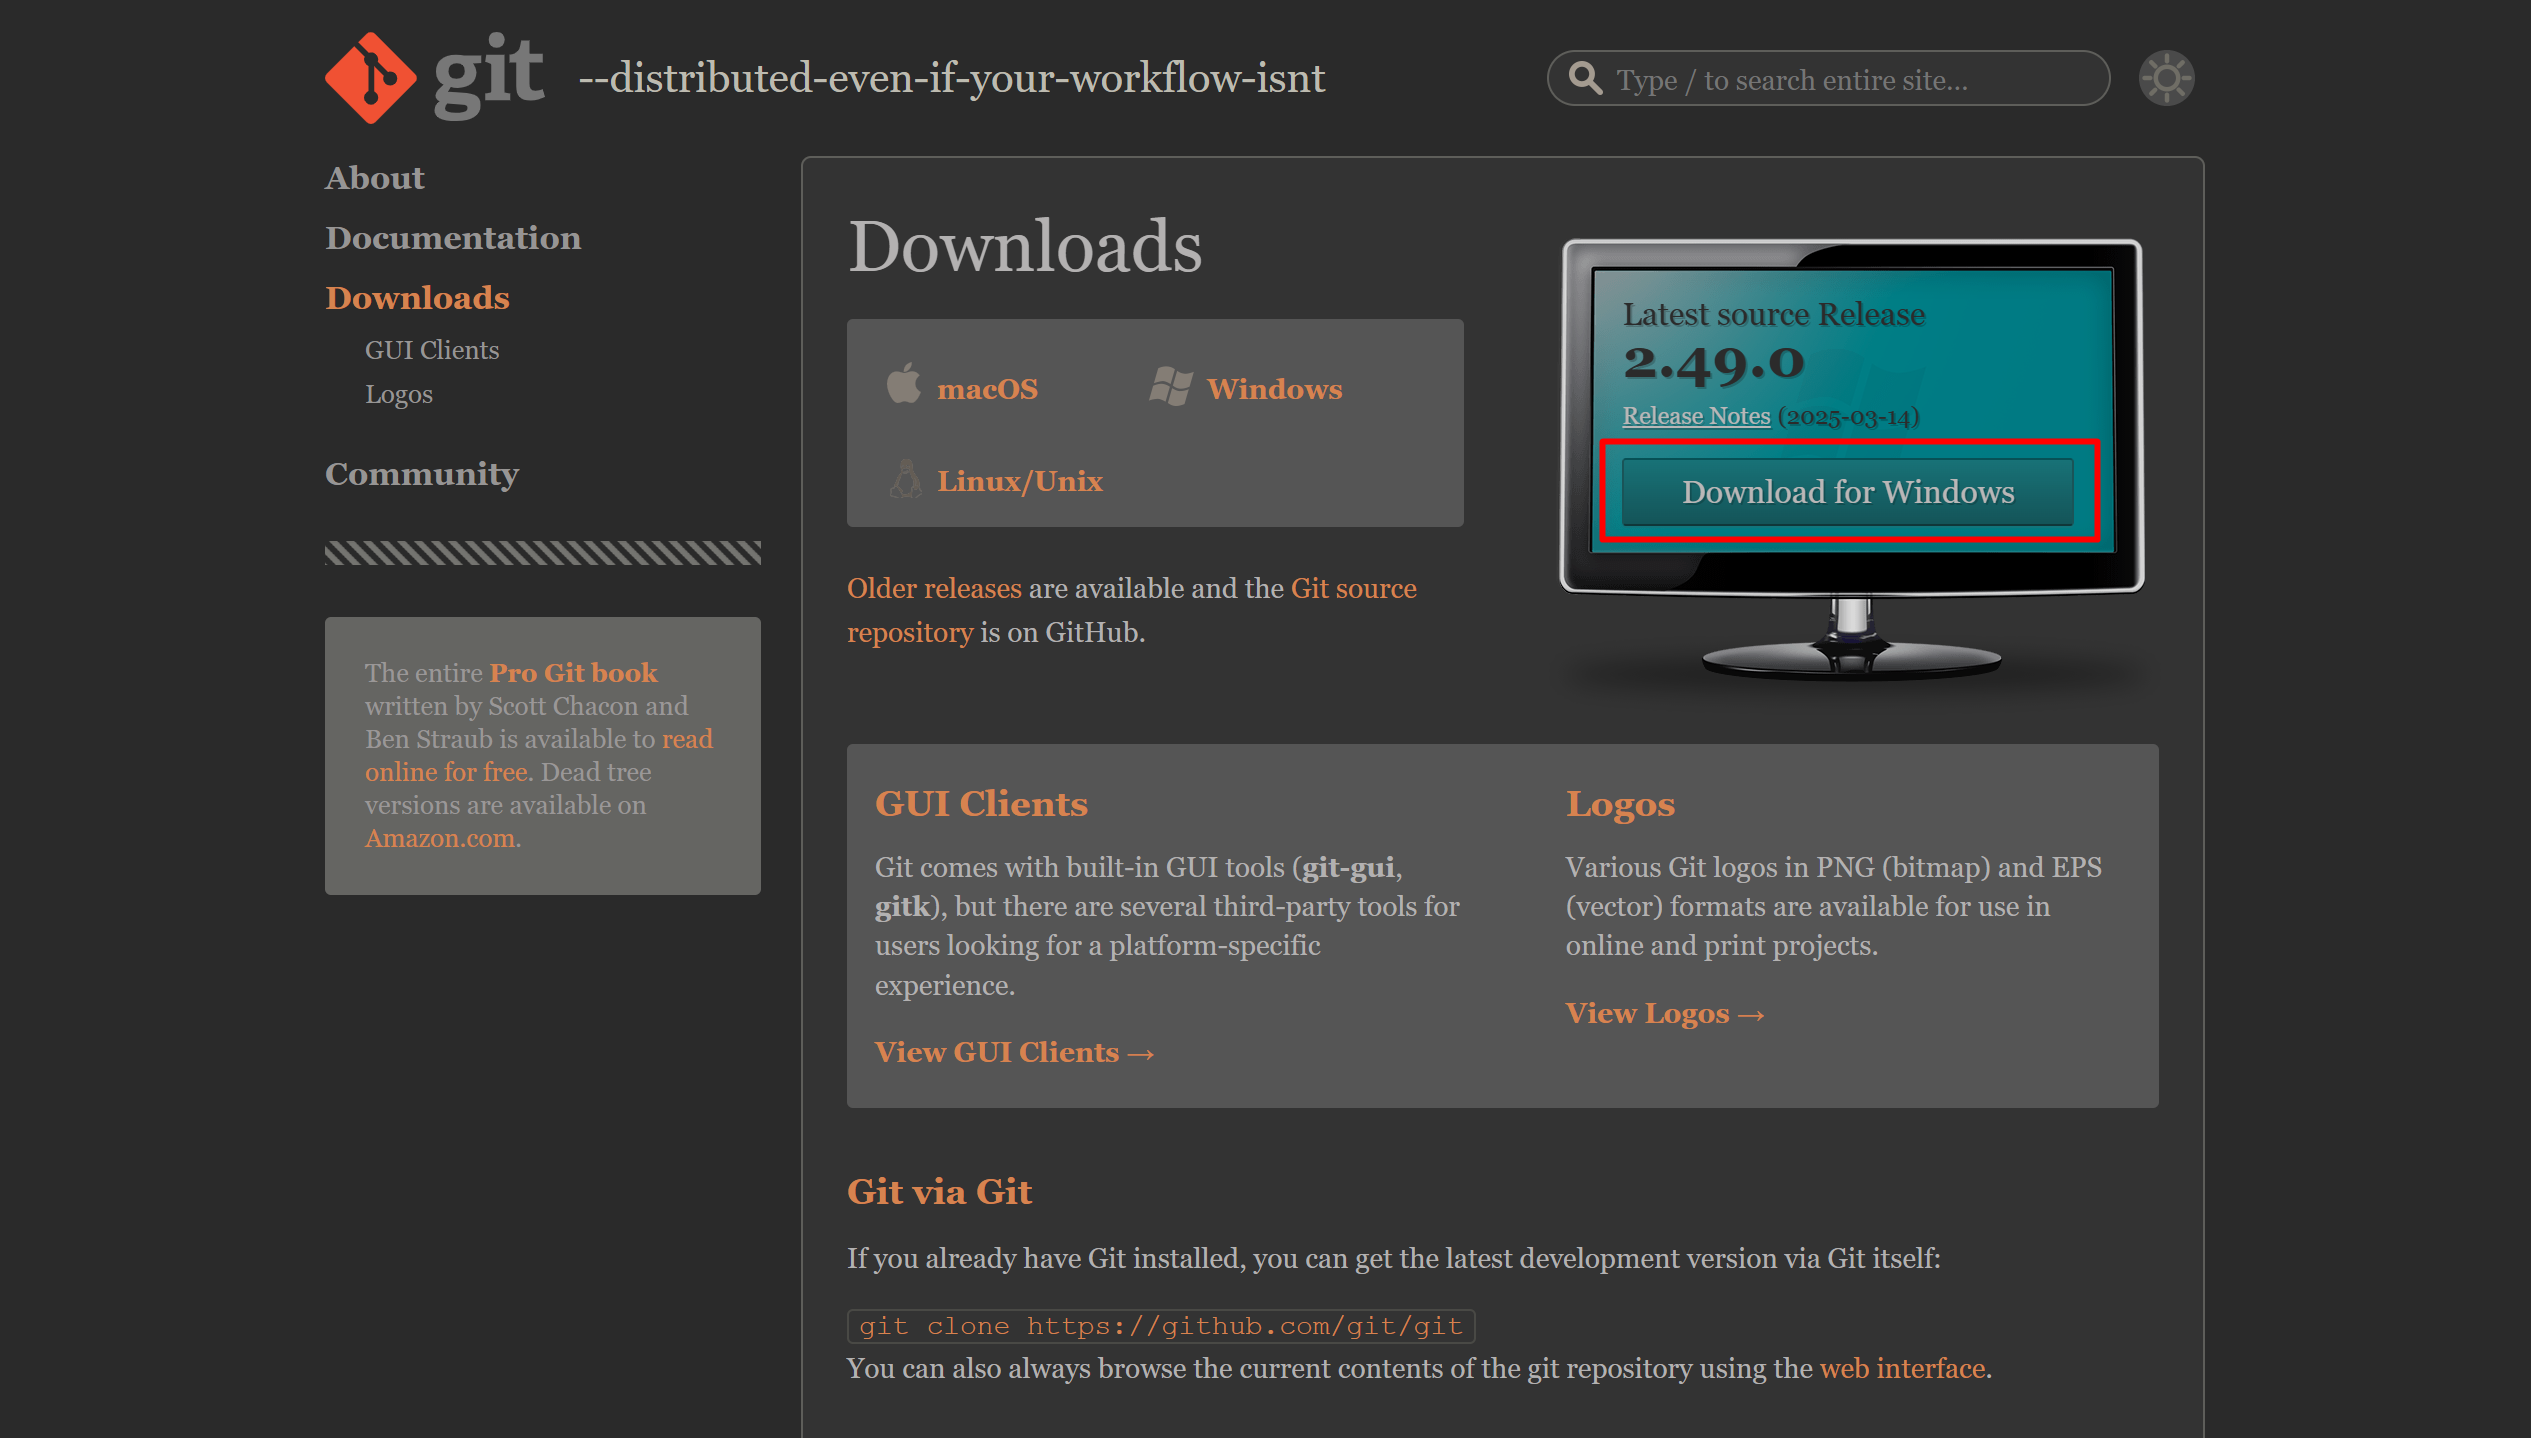 git --distributed-even-if-your-workflow-isnt
Type / to search entire site...
About
Documentation
Downloads
GUI Clients
Logos
Community
The entire Pro Git book
written by Scott Chacon and
Ben Straub is available to read
online for free. Dead tree
versions are available on
Amazon.com.
Downloads
macOS
Windows
Linux/Unix
Older releases are available and the Git source
repository is on GitHub.
Latest source Release
2.49.0
Release Notes (2025-03-14)
Download for Windows
GUI Clients
Git comes with built-in GUI tools (git-gui,
gitk), but there are several third-party tools for
users looking for a platform-specific
experience.
View GUI Clients →
Logos
Various Git logos in PNG (bitmap) and EPS
(vector) formats are available for use in
online and print projects.
View Logos →
Git via Git
If you already have Git installed, you can get the latest development version via Git itself:
git clone https://github.com/git/git
You can also always browse the current contents of the git repository using the web interface.